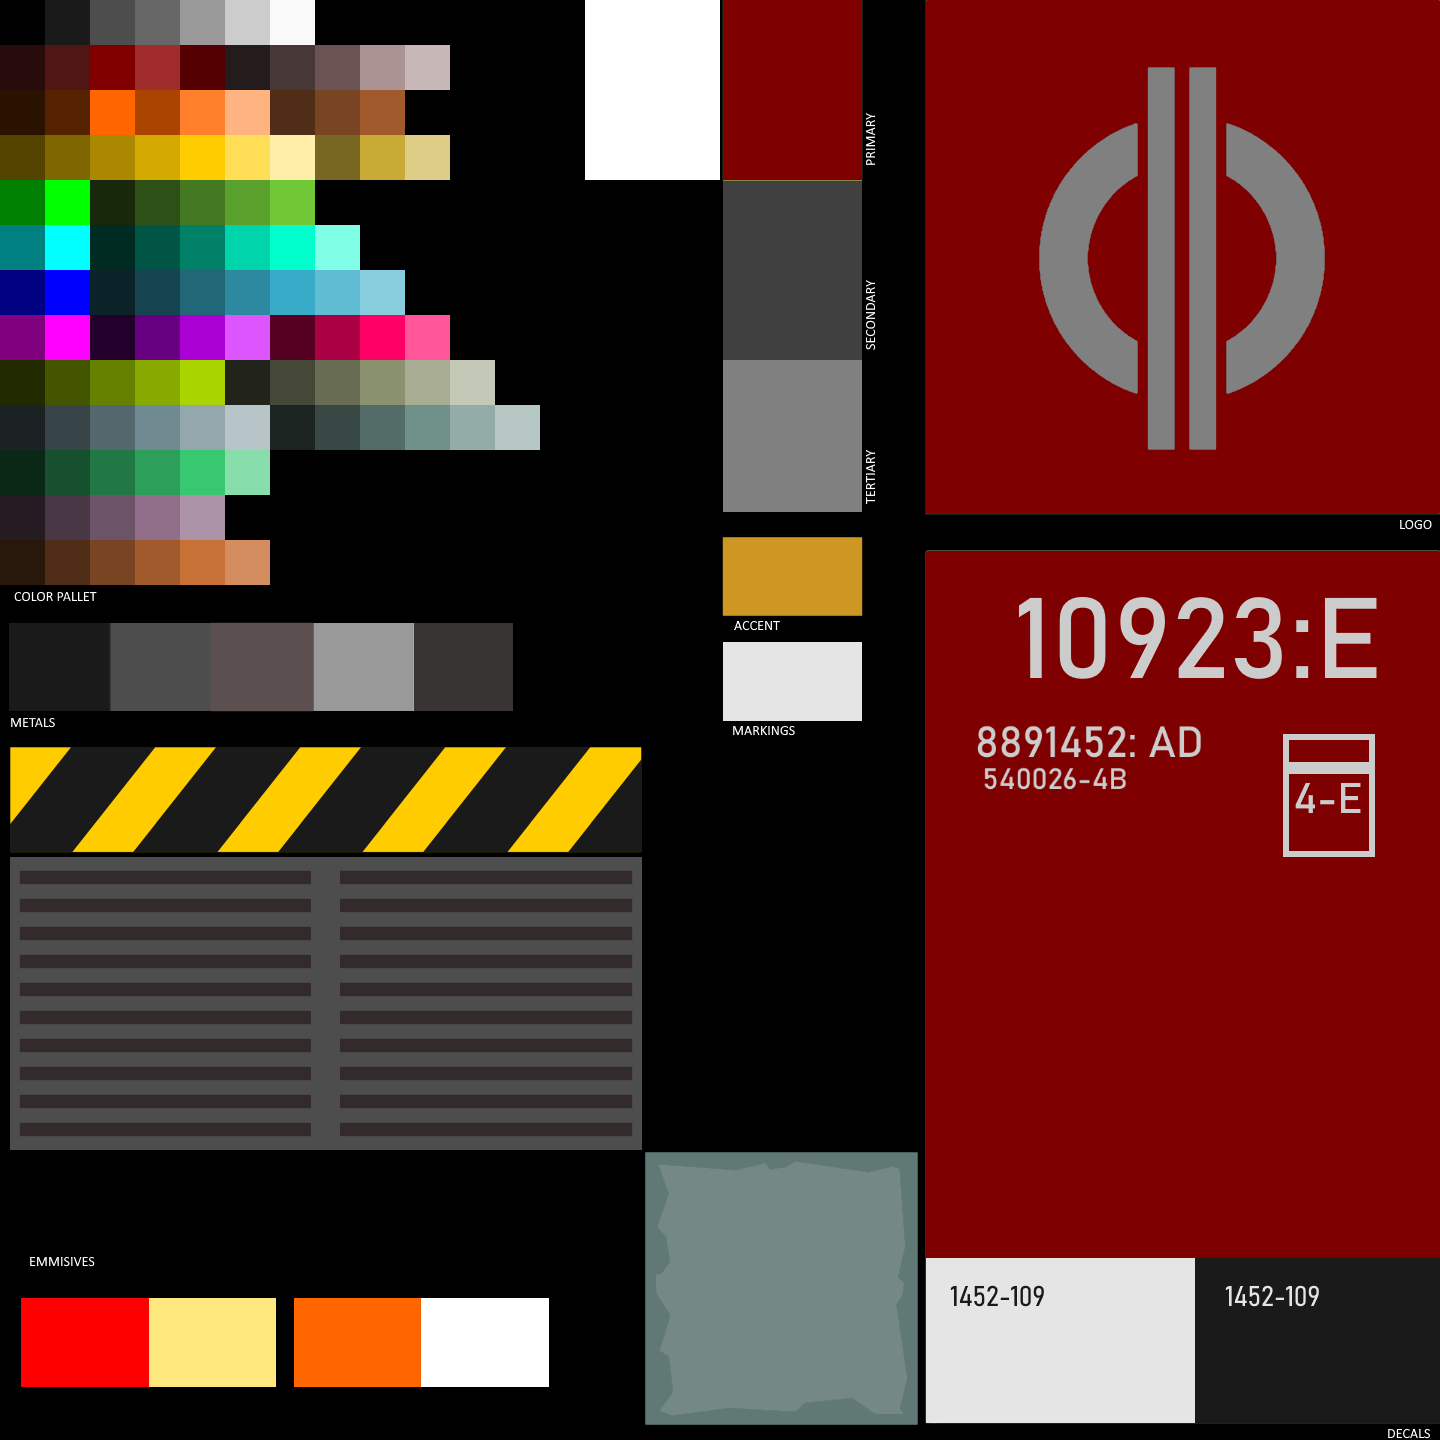 PRIMARY
SECONDARY
TERTIARY
LOGO
COLOR PALLET
ACCENT
METALS
MARKINGS
10923:E
8891452: AD
540026-4B
4-E
EMMISIVES
1452-109
1452-109
DECALS